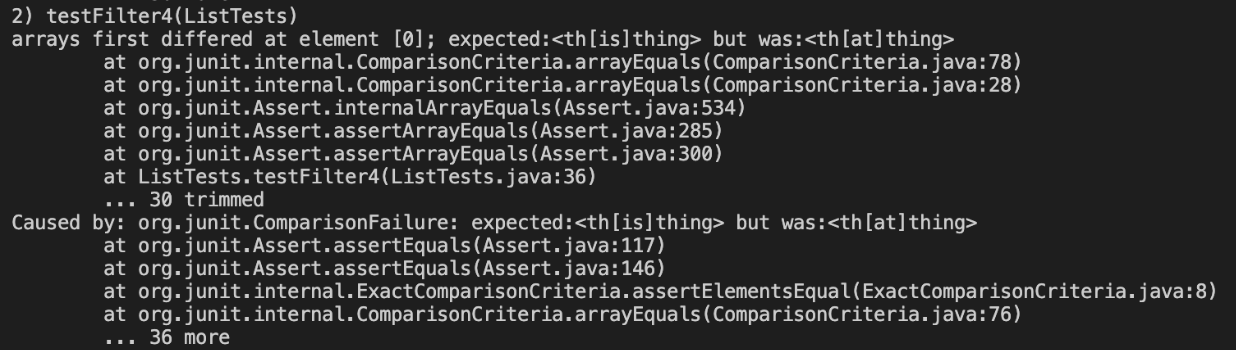 2) testFilter4(ListTests)
arrays first differed at element [0]; expected:<th[is]thing> but was:<th[at]thing>
        at org.junit.internal.ComparisonCriteria.arrayEquals(ComparisonCriteria.java:78)
        at org.junit.internal.ComparisonCriteria.arrayEquals(ComparisonCriteria.java:28)
        at org.junit.Assert.internalArrayEquals(Assert.java:534)
        at org.junit.Assert.assertArrayEquals(Assert.java:285)
        at org.junit.Assert.assertArrayEquals(Assert.java:300)
        at ListTests.testFilter4(ListTests.java:36)
        ... 30 trimmed
Caused by: org.junit.ComparisonFailure: expected:<th[is]thing> but was:<th[at]thing>
        at org.junit.Assert.assertEquals(Assert.java:117)
        at org.junit.Assert.assertEquals(Assert.java:146)
        at org.junit.internal.ExactComparisonCriteria.assertElementsEqual(ExactComparisonCriteria.java:8)
        at org.junit.internal.ComparisonCriteria.arrayEquals(ComparisonCriteria.java:76)
        ... 36 more